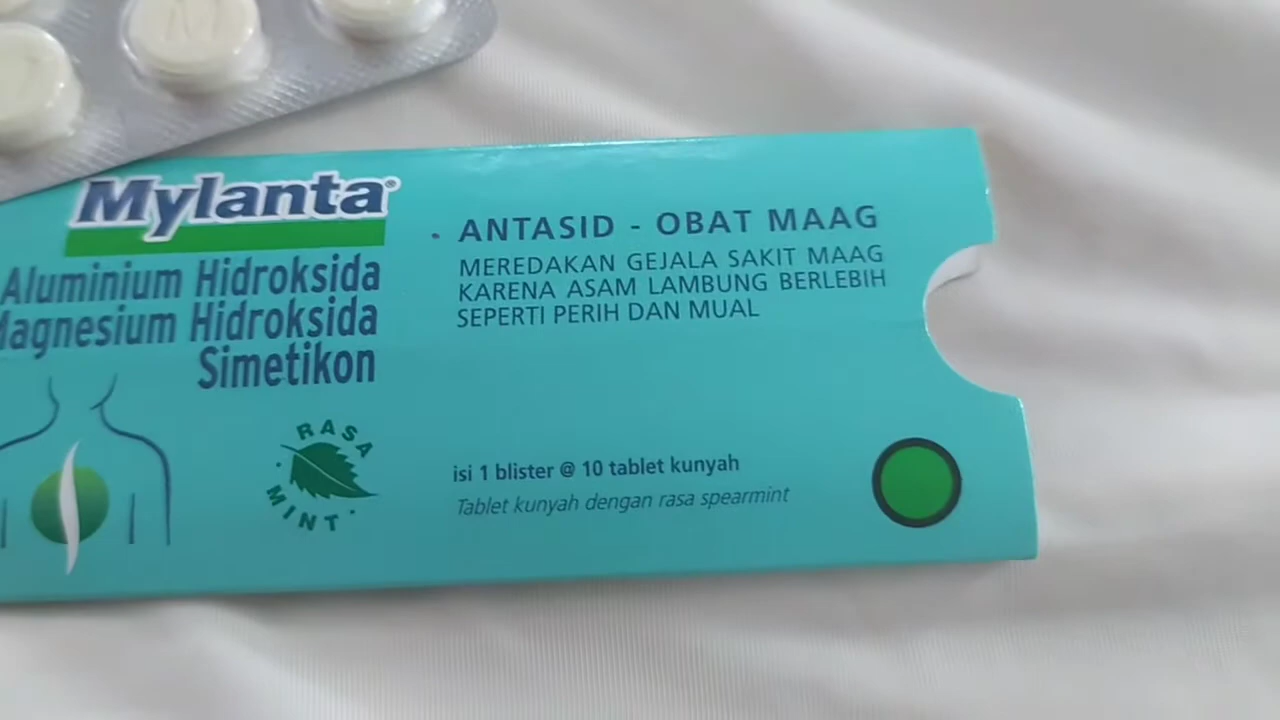 Mylanta®
Aluminium Hidroksida
Magnesium Hidroksida
Simetikon
RASA
MINT
ANTASID - OBAT MAAG
MEREDAKAN GEJALA SAKIT MAAG
KARENA ASAM LAMBUNG BERLEBIH
SEPERTI PERIH DAN MUAL
isi 1 blister @ 10 tablet kunyah
Tablet kunyah dengan rasa spearmint